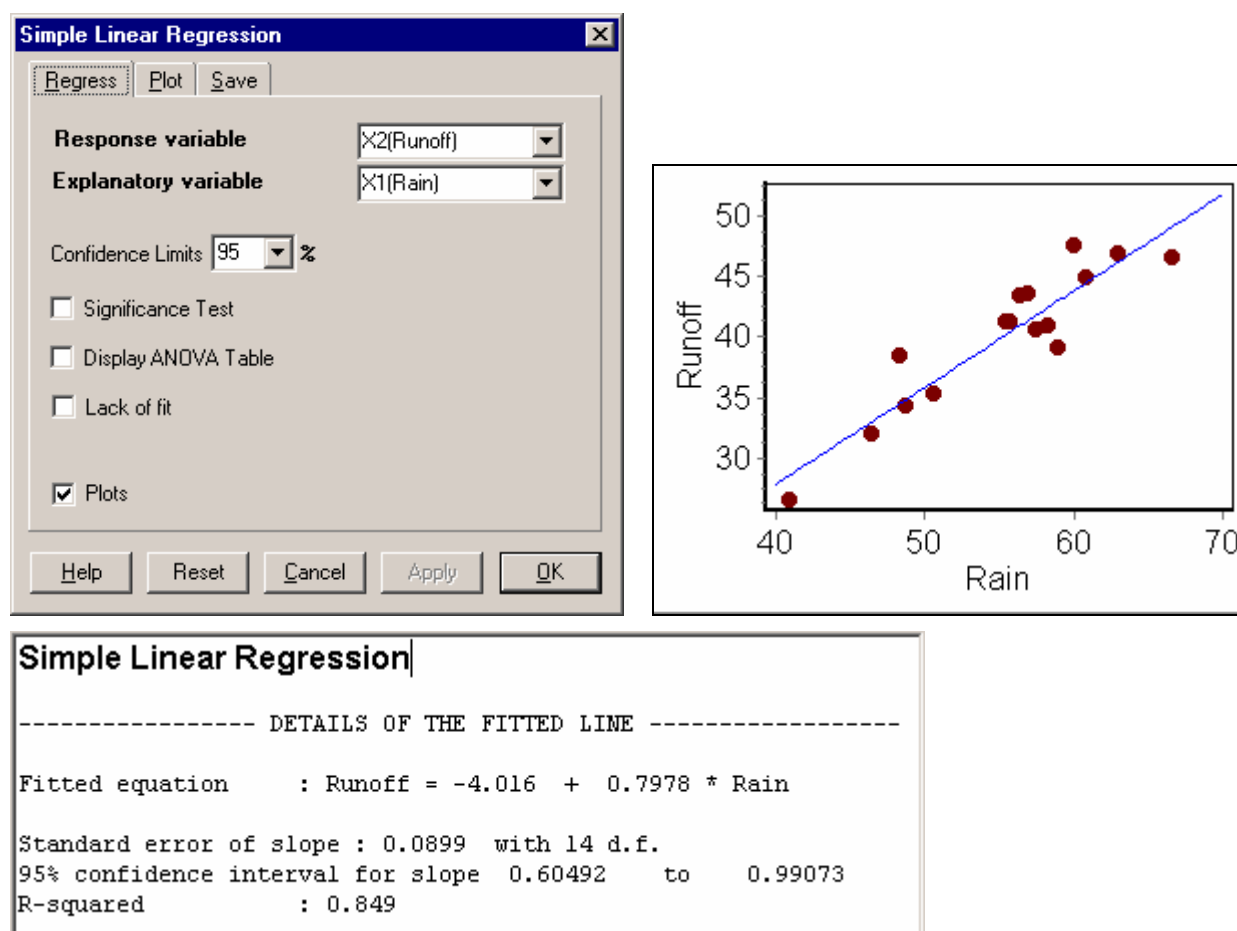 Simple Linear Regression
Regress Plot Save
Response variable X2(Runoff)
Explanatory variable X1(Rain)
Confidence Limits 95 %
Significance Test
Display ANOVA Table
Lack of fit
Plots
Help Reset Cancel Apply OK
50
45
40
35
30
Runoff
40 50 60 70
Rain
Simple Linear Regression
----------------- DETAILS OF THE FITTED LINE ------------------
Fitted equation : Runoff = -4.016 + 0.7978 * Rain
Standard error of slope : 0.0899 with 14 d.f.
95% confidence interval for slope 0.60492 to 0.99073
R-squared : 0.849